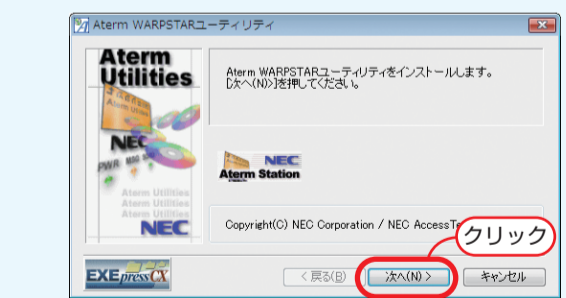 Aterm WARPSTARユーティリティ
Aterm
Utilities
Aterm WARPSTARユーティリティをインストールします。
[次へ(N)>]を押してください。
NEC
PWR
NEC
Aterm Station
Aterm Utilities
Aterm Utilities
Aterm Utilities
NEC
Copyright(C) NEC Corporation / NEC
クリック
EXEpressCX
< 戻る(B)
次へ(N) >
キャンセル